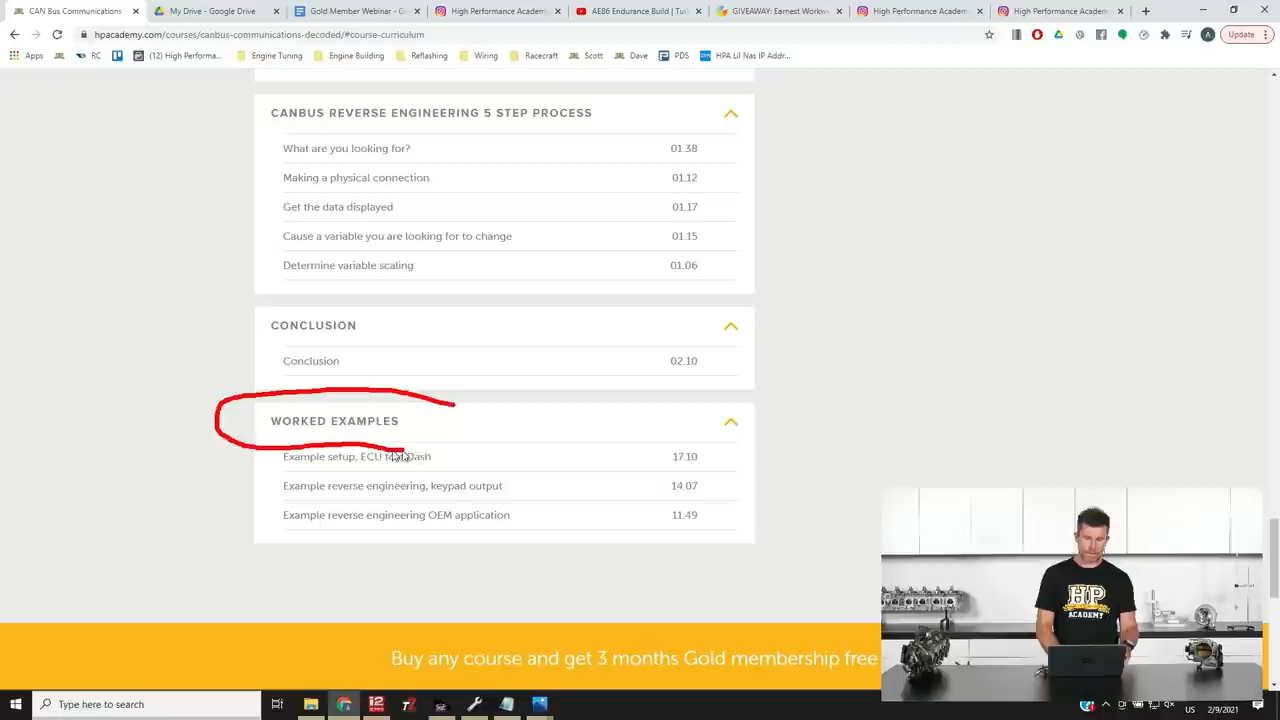 CAN Bus Communications
My Drive - Google Drive
Gold Member Webinar - G
High Performance Academ
AE86 Endurance Build | Tu
GIVEAWAY: Earnest Workw
High Performance Academ
High Performance Academ
hpacademy.com/courses/canbus-communications-decoded/#course-curriculum
Update
Apps
RC
(12) High Performa...
Engine Tuning
Engine Building
Reflashing
Wiring
Racecraft
Scott
Dave
PDS
HPA Lil Nas IP Addr...
CANBUS REVERSE ENGINEERING 5 STEP PROCESS
What are you looking for? 01.38
Making a physical connection 01.12
Get the data displayed 01.17
Cause a variable you are looking for to change 01.15
Determine variable scaling 01.06
CONCLUSION
Conclusion 02.10
WORKED EXAMPLES
Example setup, ECU Dash 17.10
Example reverse engineering, keypad output 14.07
Example reverse engineering OEM application 11.49
HP
ACADEMY
Buy any course and get 3 months Gold membership free
Type here to search
US
2/9/2021